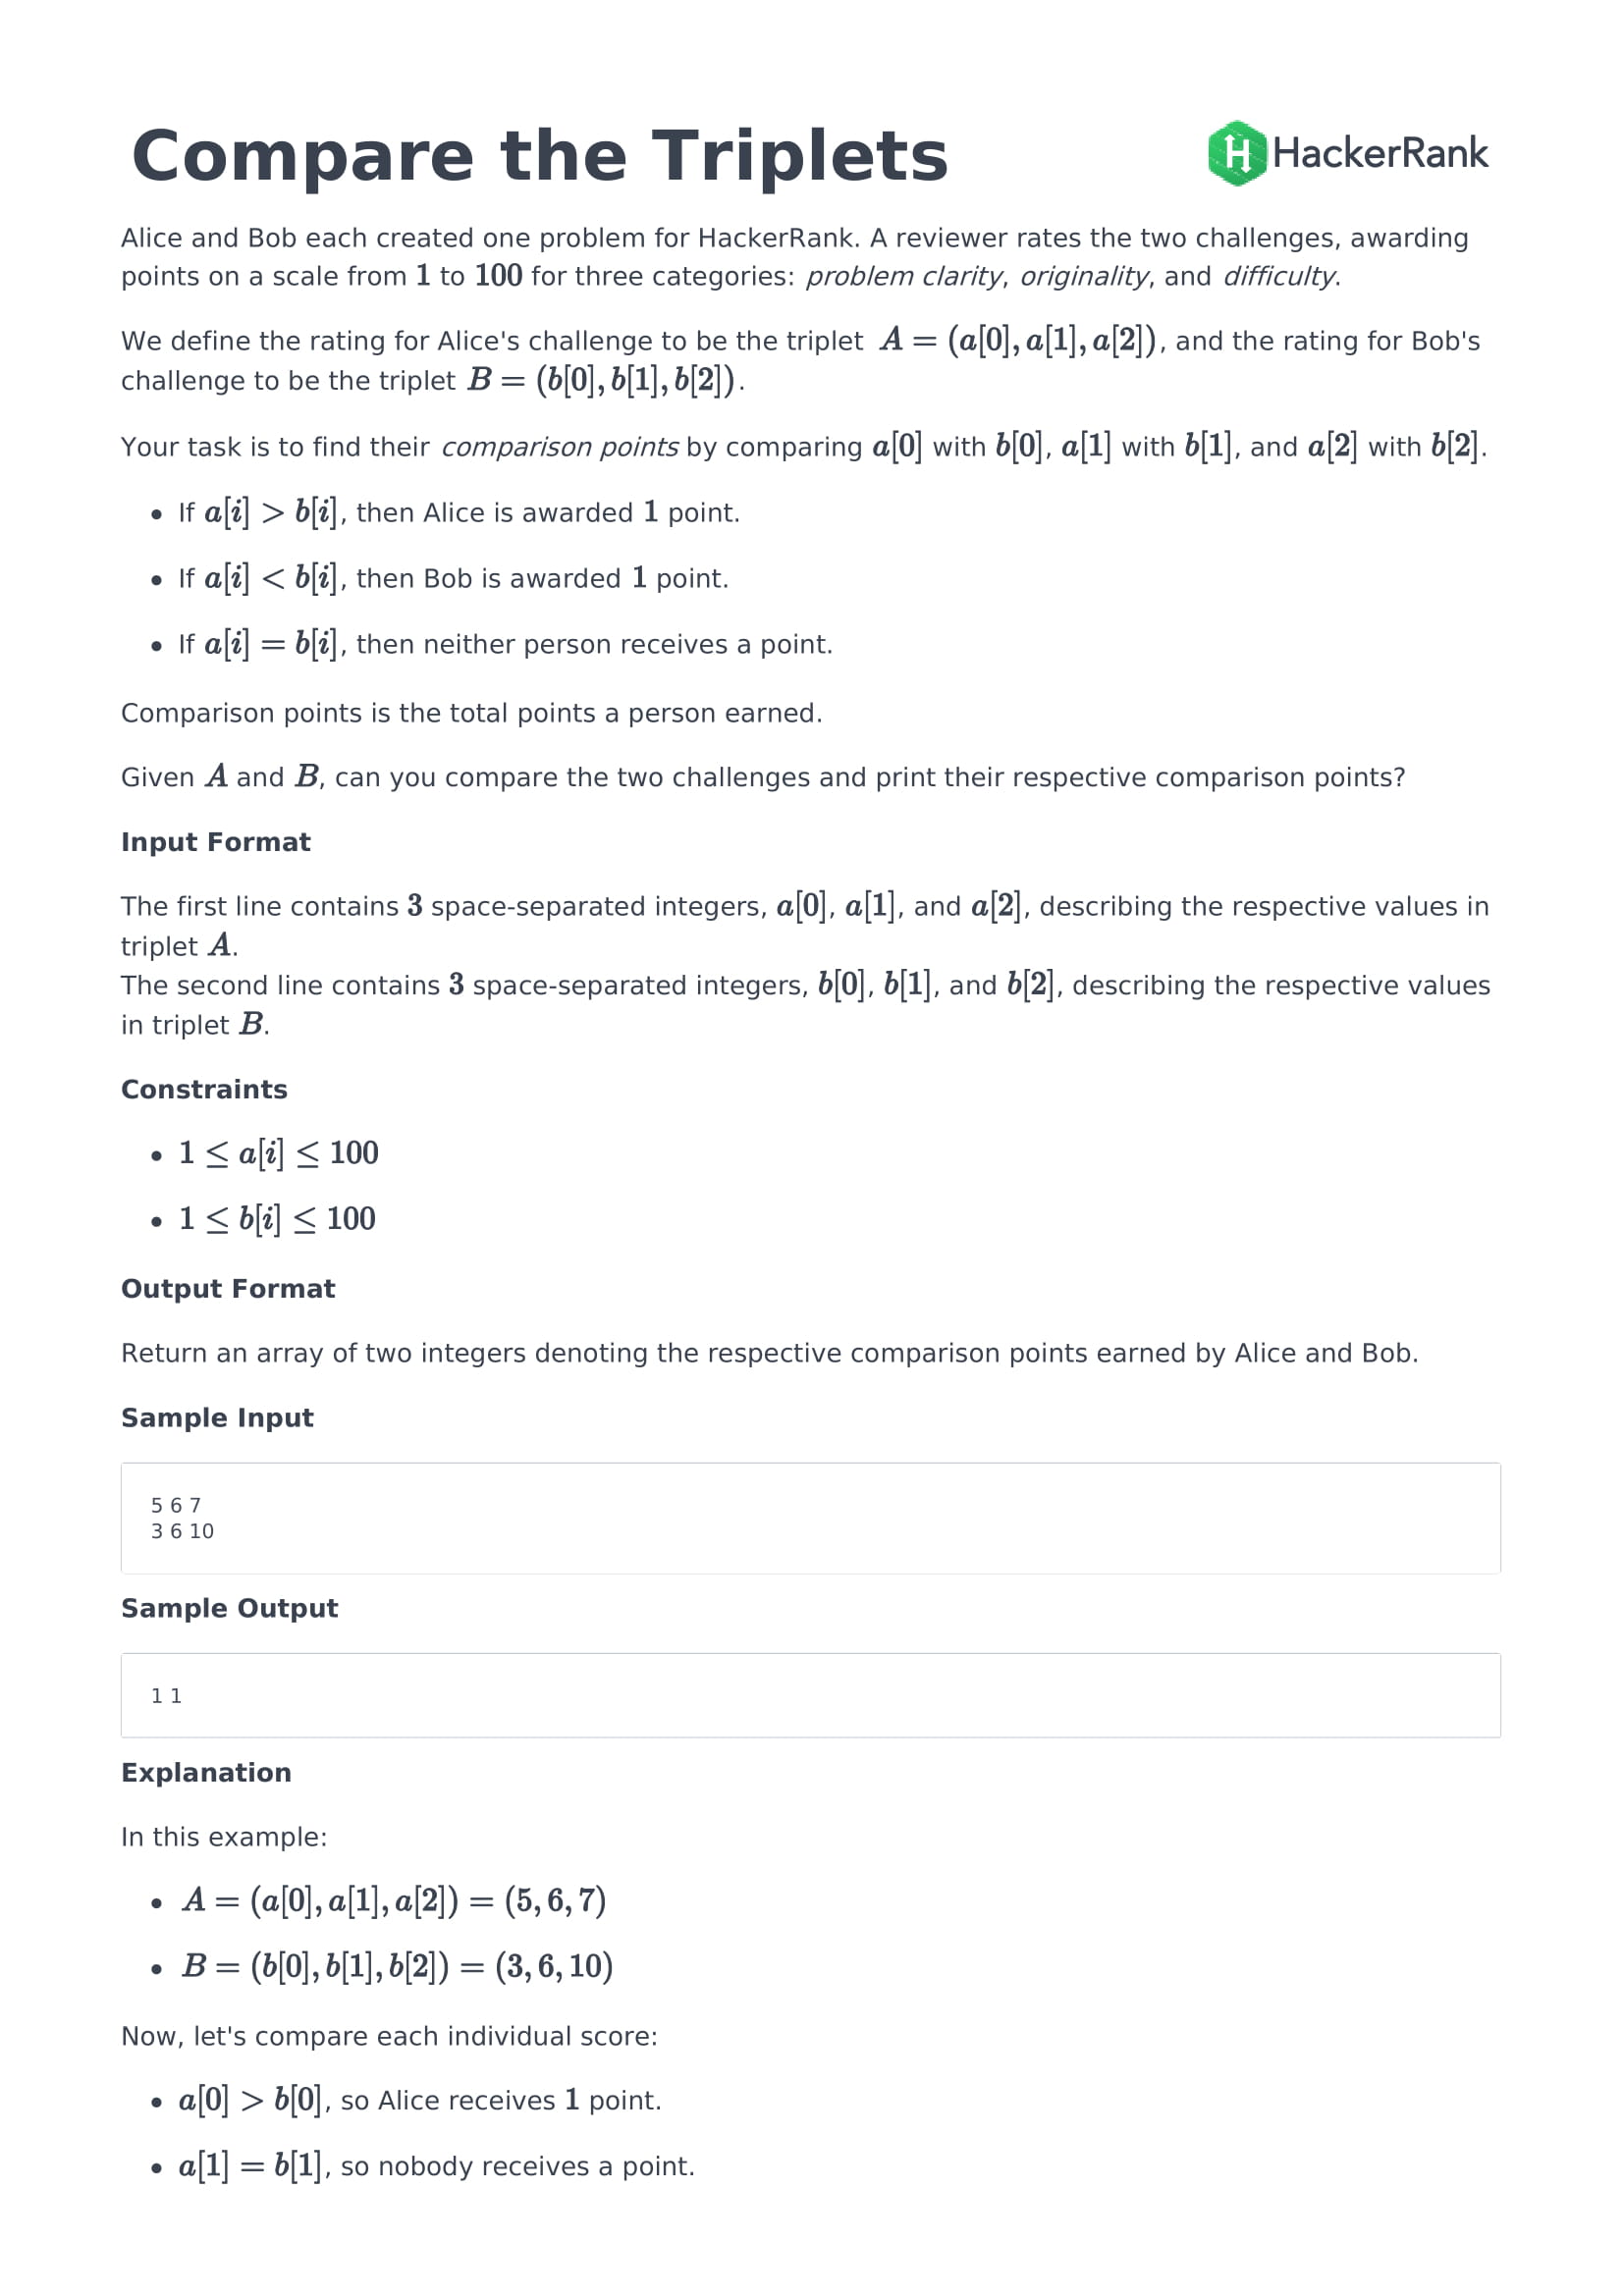 Compare the Triplets
HackerRank
Alice and Bob each created one problem for HackerRank. A reviewer rates the two challenges, awarding
points on a scale from 1 to 100 for three categories: problem clarity, originality, and difficulty.
We define the rating for Alice's challenge to be the triplet A = (a[0], a[1], a[2]), and the rating for Bob's
challenge to be the triplet B = (b[0], b[1], b[2]).
Your task is to find their comparison points by comparing a[0] with b[0], a[1] with b[1], and a[2] with b[2].
• If a[i] > b[i], then Alice is awarded 1 point.
• If a[i] < b[i], then Bob is awarded 1 point.
• If a[i] = b[i], then neither person receives a point.
Comparison points is the total points a person earned.
Given A and B, can you compare the two challenges and print their respective comparison points?
Input Format
The first line contains 3 space-separated integers, a[0], a[1], and a[2], describing the respective values in
triplet A.
The second line contains 3 space-separated integers, b[0], b[1], and b[2], describing the respective values
in triplet B.
Constraints
• 1 ≤ a[i] ≤ 100
• 1 ≤ b[i] ≤ 100
Output Format
Return an array of two integers denoting the respective comparison points earned by Alice and Bob.
Sample Input
5 6 7
3 6 10
Sample Output
1 1
Explanation
In this example:
• A = (a[0], a[1], a[2]) = (5, 6, 7)
• B = (b[0], b[1], b[2]) = (3, 6, 10)
Now, let's compare each individual score:
• a[0] > b[0], so Alice receives 1 point.
• a[1] = b[1], so nobody receives a point.